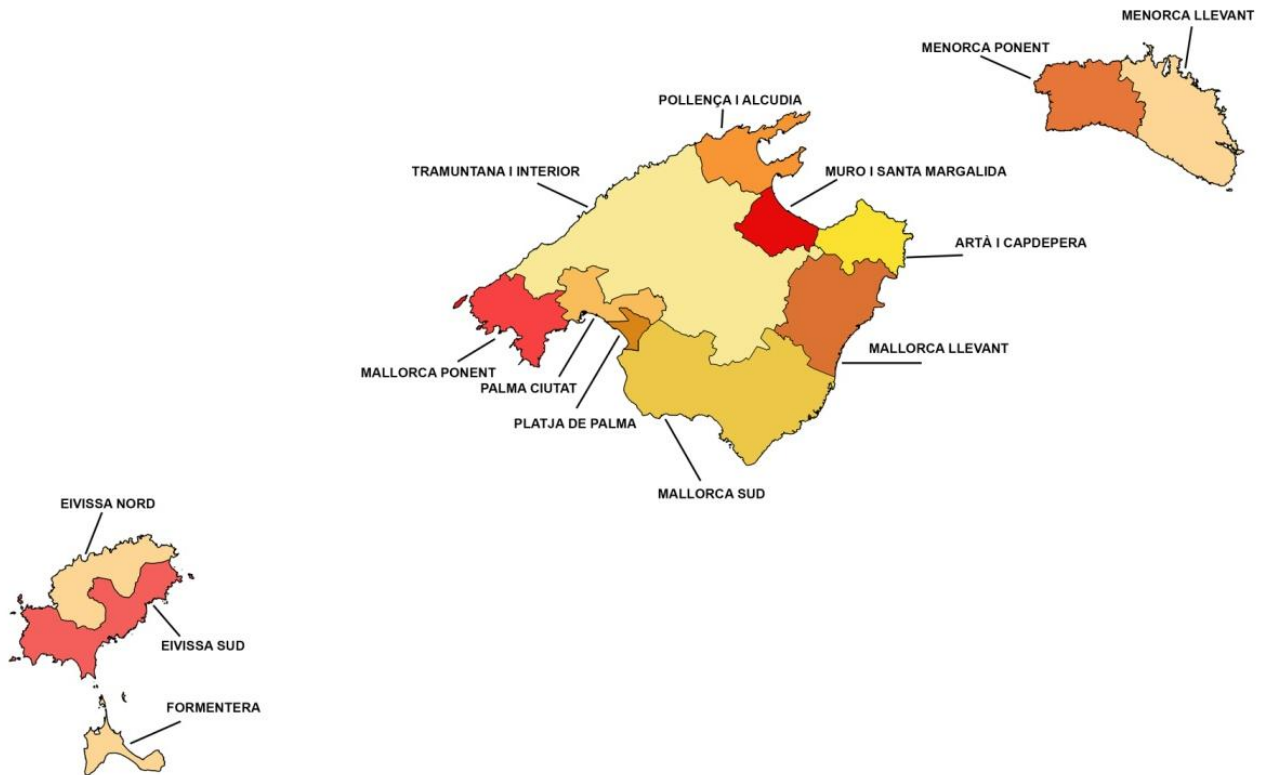 MENORCA LLEVANT
MENORCA PONENT
POLLENÇA I ALCUDIA
TRAMUNTANA I INTERIOR
MURO I SANTA MARGALIDA
ARTÀ I CAPDEPERA
MALLORCA LLEVANT
MALLORCA PONENT
PALMA CIUTAT
PLATJA DE PALMA
MALLORCA SUD
EIVISSA NORD
EIVISSA SUD
FORMENTERA